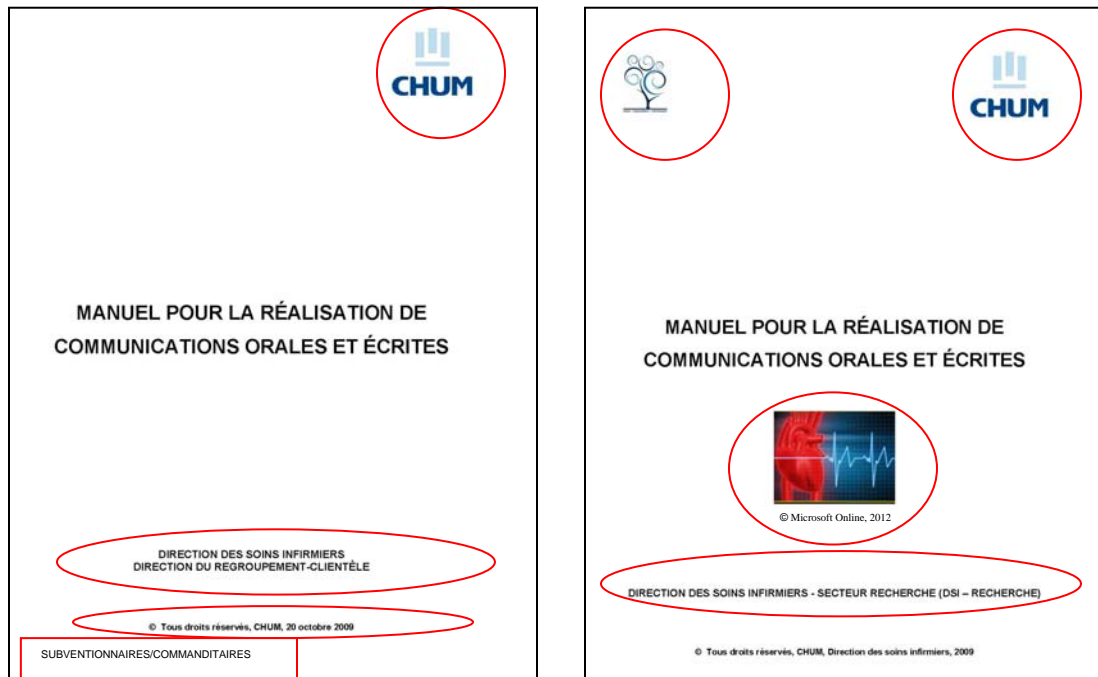 CHUM
MANUEL POUR LA RÉALISATION DE
COMMUNICATIONS ORALES ET ÉCRITES
DIRECTION DES SOINS INFIRMIERS
DIRECTION DU REGROUPEMENT-CLIENTÈLE
© Tous droits réservés, CHUM, 20 octobre 2009
SUBVENTIONNAIRES/COMMANDITAIRES
CHUM
MANUEL POUR LA RÉALISATION DE
COMMUNICATIONS ORALES ET ÉCRITES
© Microsoft Online, 2012
DIRECTION DES SOINS INFIRMIERS - SECTEUR RECHERCHE (DSI – RECHERCHE)
© Tous droits réservés, CHUM, Direction des soins infirmiers, 2009